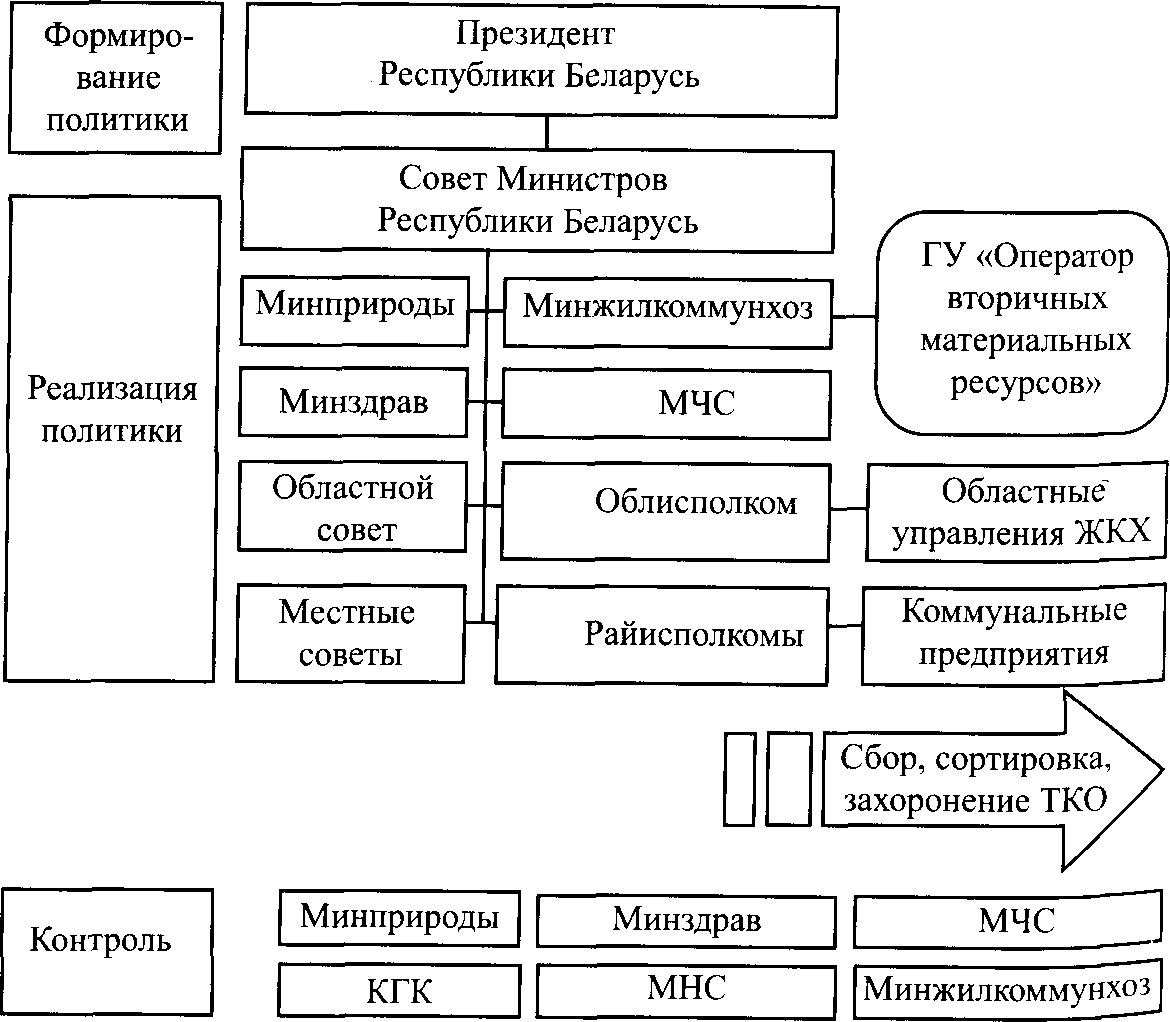 Формиро-
вание
политики
Президент
Республики Беларусь
Совет Министров
Республики Беларусь
Реализация
политики
Минприроды
Минжилкоммунхоз
ГУ «Оператор
вторичных
материальных
ресурсов»
Минздрав
МЧС
Областной
совет
Облисполком
Областные
управления ЖКХ
Местные
советы
Райисполкомы
Коммунальные
предприятия
Сбор, сортировка,
захоронение ТКО
Контроль
Минприроды
Минздрав
МЧС
КГК
МНС
Минжилкоммунхоз